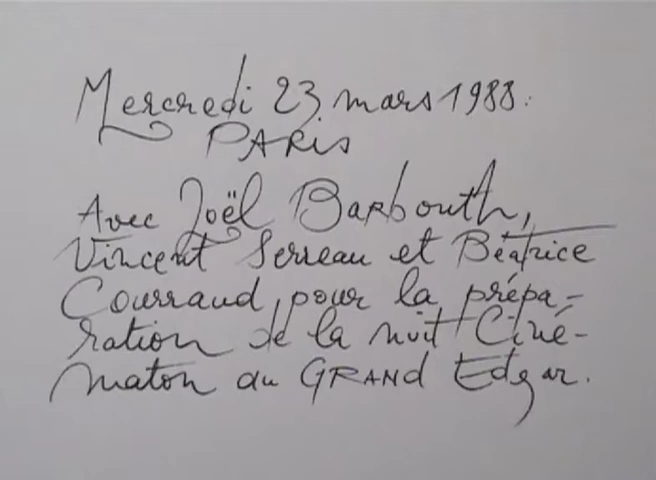 Mercredi 23 mars 1988.
PARis
Avec Joël Barbouth,
Vincent Serreau et Béatrice
Courraud, pour la prépa-
ration de la nuit Ciné-
maton au GRAND Edgar.